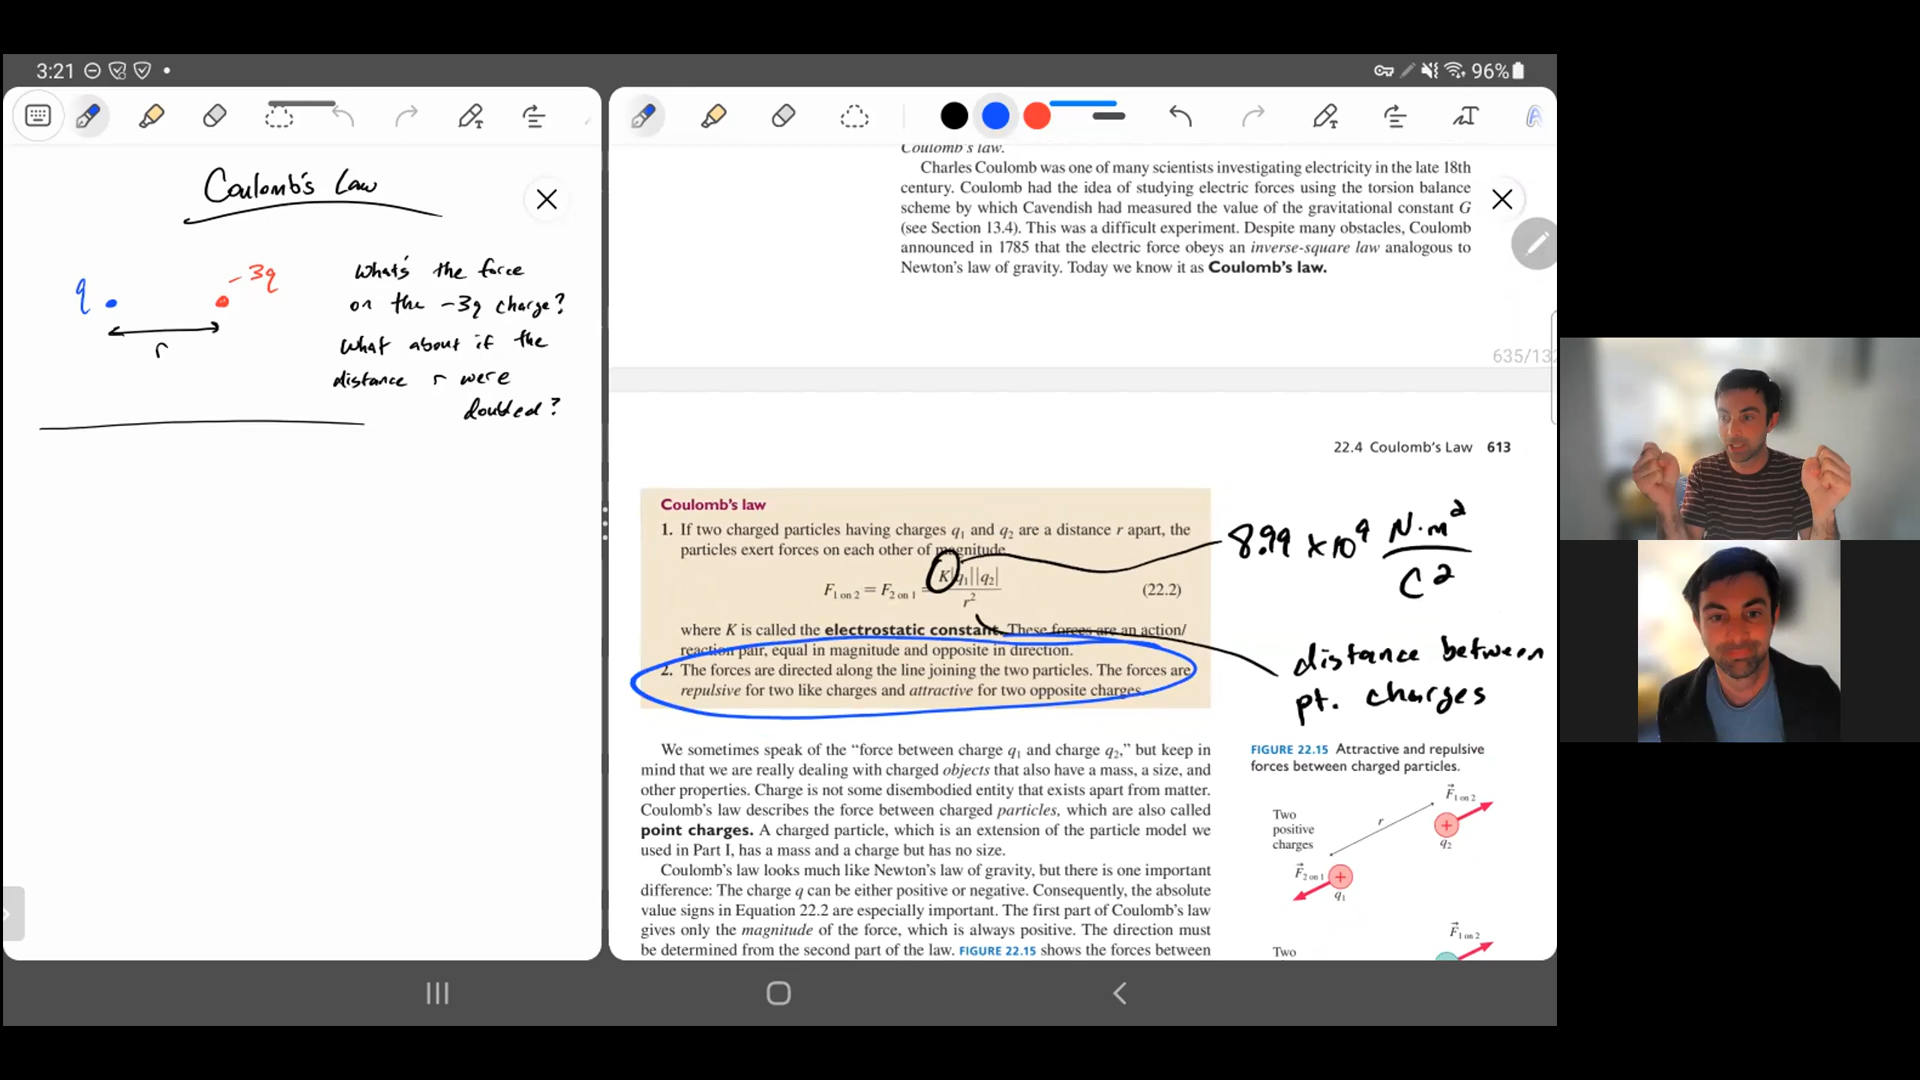 3:21
96%
Coulomb's Law
q
-3q
r
What's the force
on the -3q charge?
What about if the
distance r were
doubled?
Coulomb's law.
Charles Coulomb was one of many scientists investigating electricity in the late 18th
century. Coulomb had the idea of studying electric forces using the torsion balance
scheme by which Cavendish had measured the value of the gravitational constant G
(see Section 13.4). This was a difficult experiment. Despite many obstacles, Coulomb
announced in 1785 that the electric force obeys an inverse-square law analogous to
Newton's law of gravity. Today we know it as Coulomb's law.
22.4 Coulomb's Law 613
Coulomb's law
1. If two charged particles having charges q₁ and q₂ are a distance r apart, the
particles exert forces on each other of magnitude
F₁ on 2 = F₂ on 1 = K|q₁||q₂| / r² (22.2)
where K is called the electrostatic constant. These forces are an action/
reaction pair, equal in magnitude and opposite in direction.
2. The forces are directed along the line joining the two particles. The forces are
repulsive for two like charges and attractive for two opposite charges.
8.99 x10⁹ N·m² / C²
distance between
pt. charges
We sometimes speak of the “force between charge q₁ and charge q₂,” but keep in
mind that we are really dealing with charged objects that also have a mass, a size, and
other properties. Charge is not some disembodied entity that exists apart from matter.
Coulomb's law describes the force between charged particles, which are also called
point charges. A charged particle, which is an extension of the particle model we
used in Part I, has a mass and a charge but has no size.
Coulomb's law looks much like Newton's law of gravity, but there is one important
difference: The charge q can be either positive or negative. Consequently, the absolute
value signs in Equation 22.2 are especially important. The first part of Coulomb's law
gives only the magnitude of the force, which is always positive. The direction must
be determined from the second part of the law. FIGURE 22.15 shows the forces between
FIGURE 22.15 Attractive and repulsive
forces between charged particles.
F⃗₁ on 2
Two
positive
charges
r
+
q₂
F⃗₂ on 1
+
q₁
F⃗₁ on 2
Two